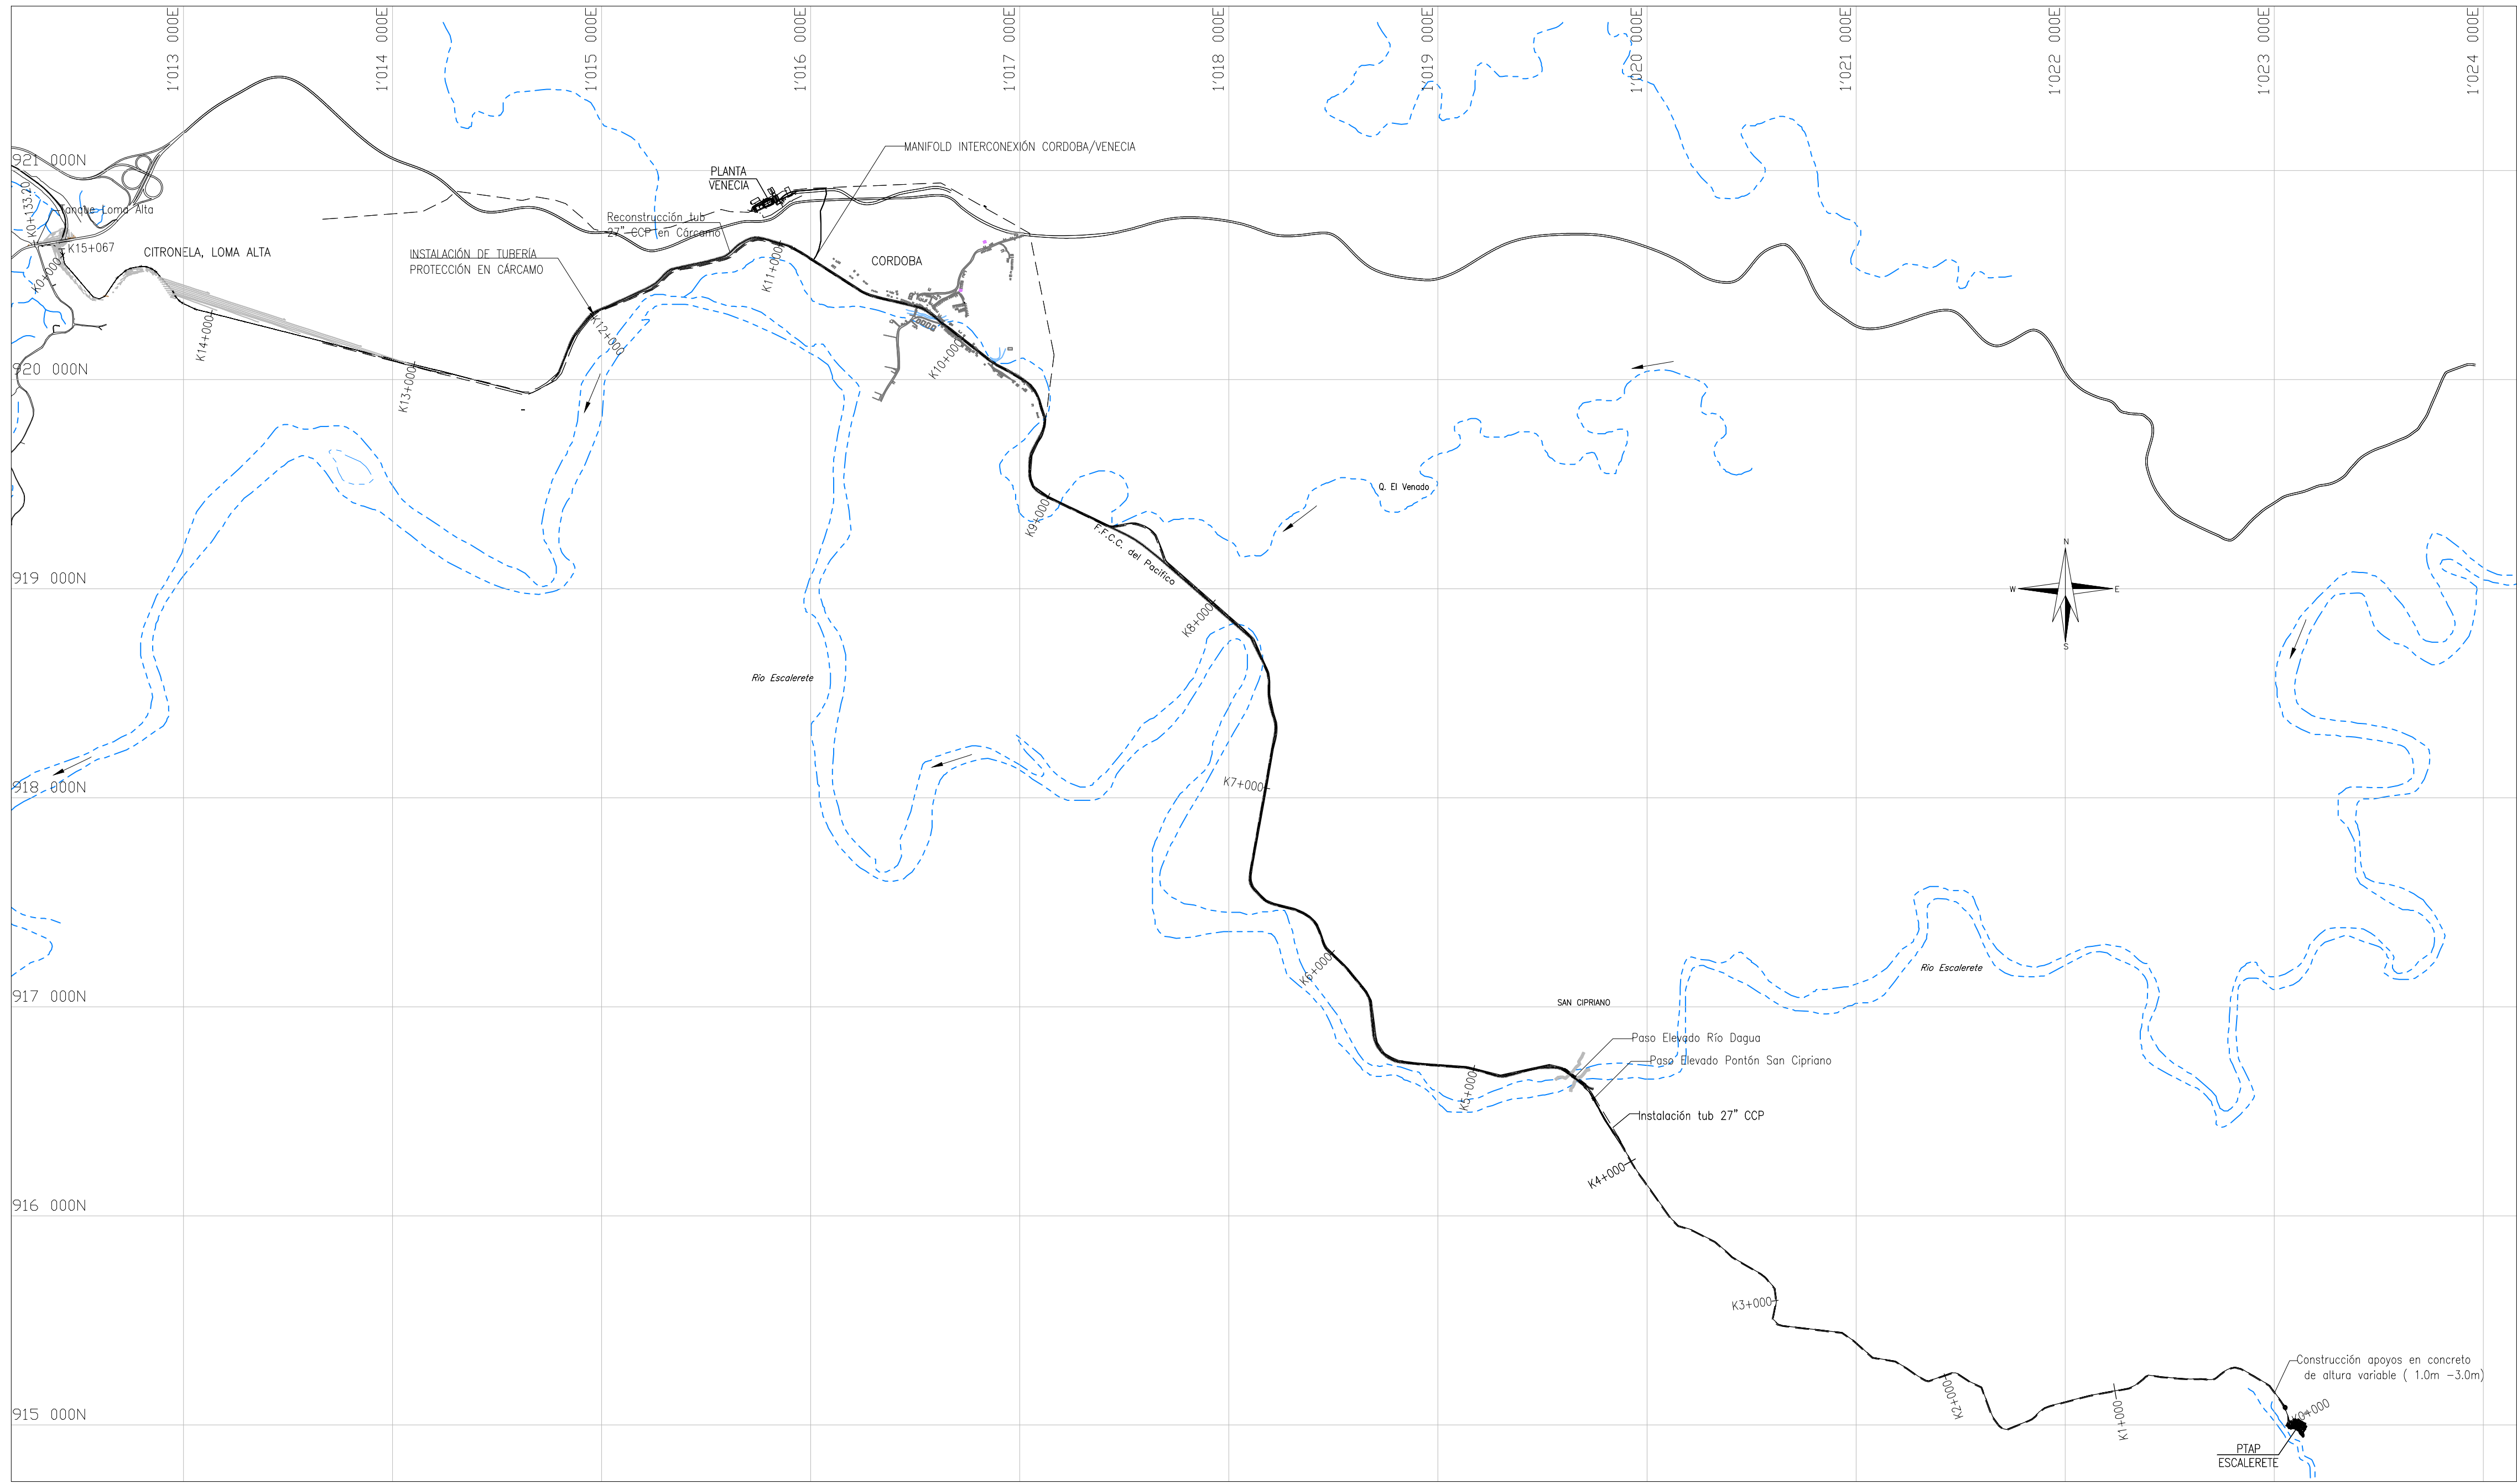 1'013 000E
1'014 000E
1'015 000E
1'016 000E
1'017 000E
1'018 000E
1'019 000E
1'020 000E
1'021 000E
1'022 000E
1'023 000E
1'024 000E
921 000N
MANIFOLD INTERCONEXIÓN CORDOBA/VENECIA
PLANTA
VENECIA
K0+133.20
Tanque Loma Alta
K15+067
K0+000
CITRONELA, LOMA ALTA
Reconstrucción tub
27" CCP en Cárcamo
INSTALACIÓN DE TUBERÍA
PROTECCIÓN EN CÁRCAMO
K11+000
CORDOBA
K14+000
K12+000
K10+000
K13+000
920 000N
Q. El Venado
K9+000
F.F.C.C. del Pacífico
919 000N
N
W
E
S
K8+000
Río Escalerete
K7+000
918 000N
K6+000
Río Escalerete
917 000N
SAN CIPRIANO
Paso Elevado Río Dagua
Paso Elevado Pontón San Cipriano
K5+000
Instalación tub 27" CCP
K4+000
916 000N
K3+000
Construcción apoyos en concreto
de altura variable ( 1.0m -3.0m)
K2+000
K1+000
K0+000
915 000N
PTAP
ESCALERETE